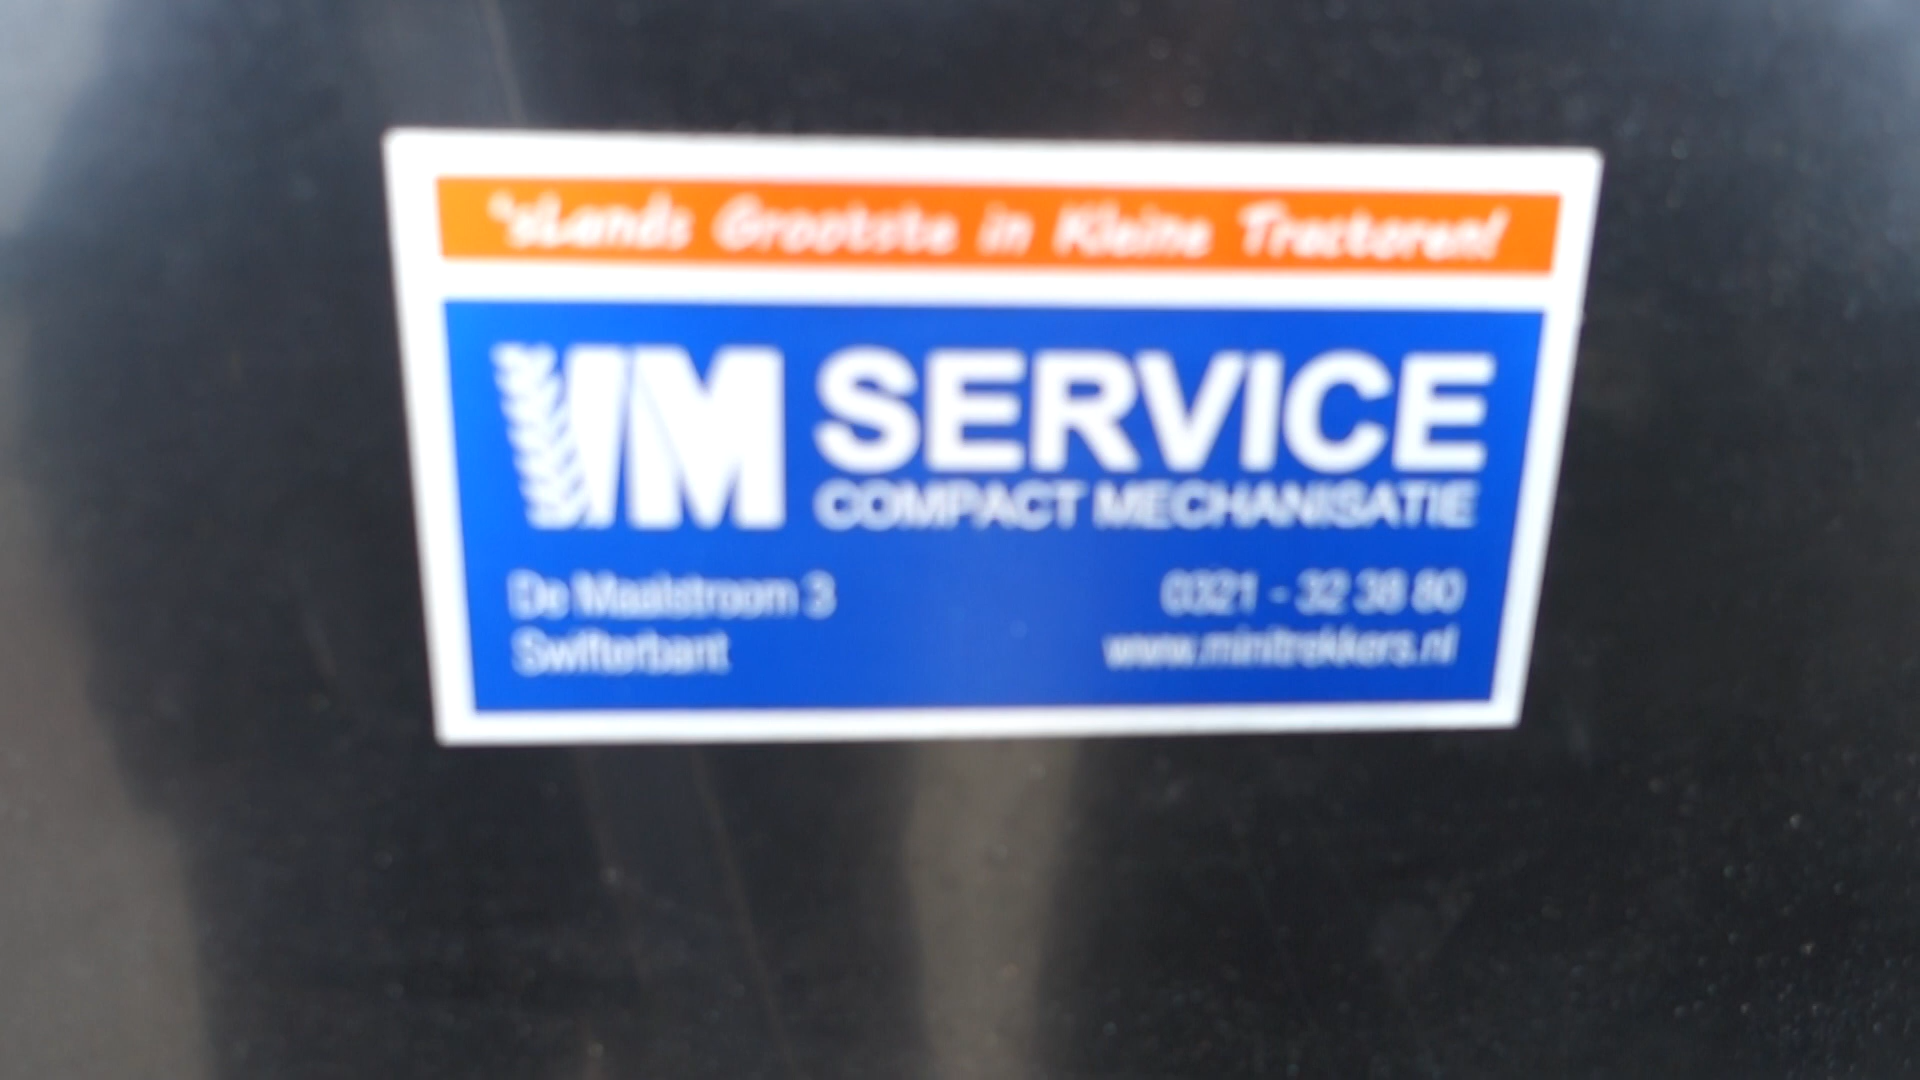 'sLands Grootste in Kleine Tractoren!
VM SERVICE
COMPACT MECHANISATIE
De Maalstroom 3
Swifterbant
0321 - 32 38 80
www.minitrekkers.nl